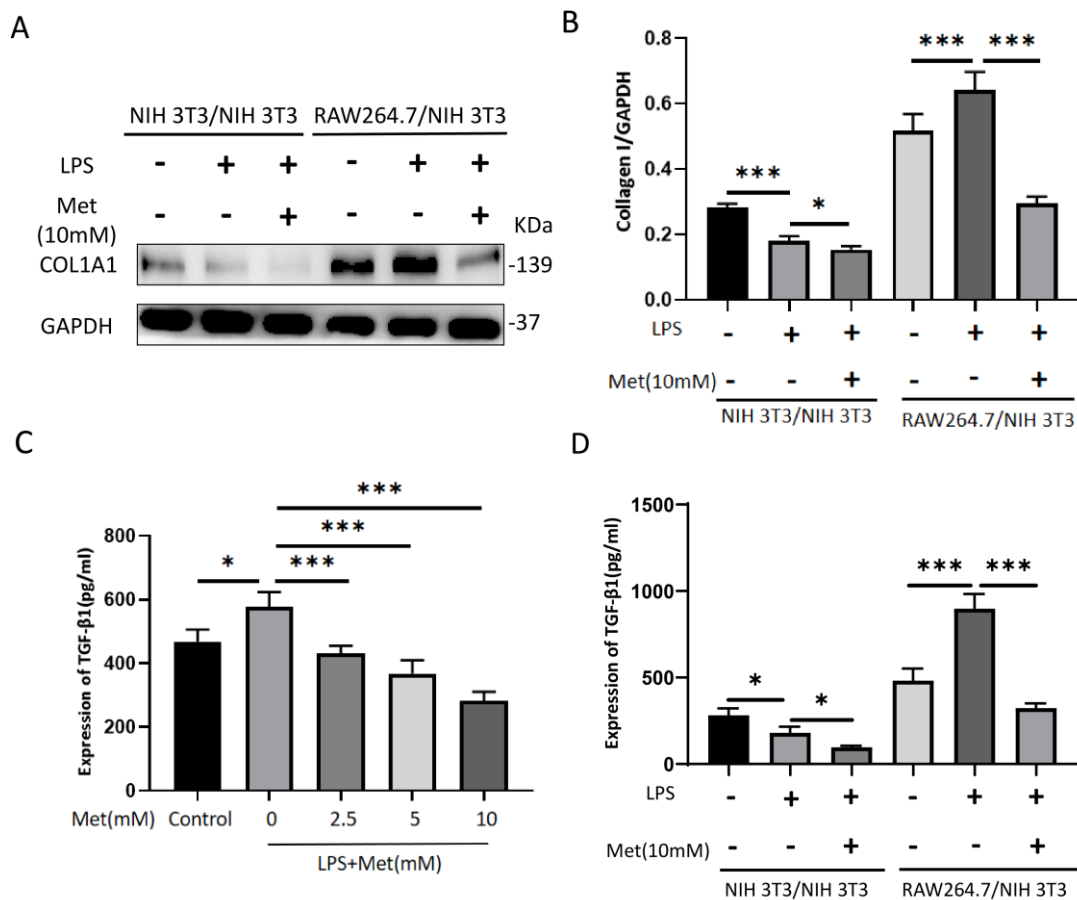 A
NIH 3T3/NIH 3T3 RAW264.7/NIH 3T3
LPS - + + - + +
Met - - + - - +
(10mM) KDa
COL1A1 -139
GAPDH -37
B
Collagen I/GAPDH
0.8
0.6
0.4
0.2
0.0
*** * *** ***
LPS - + + - + +
Met(10mM) - - + - - +
NIH 3T3/NIH 3T3 RAW264.7/NIH 3T3
C
Expression of TGF-β1(pg/ml)
800
600
400
200
0
***
***
* ***
Met(mM) Control 0 2.5 5 10
LPS+Met(mM)
D
Expression of TGF-β1(pg/ml)
1500
1000
500
0
* * *** ***
LPS - + + - + +
Met(10mM) - - + - - +
NIH 3T3/NIH 3T3 RAW264.7/NIH 3T3